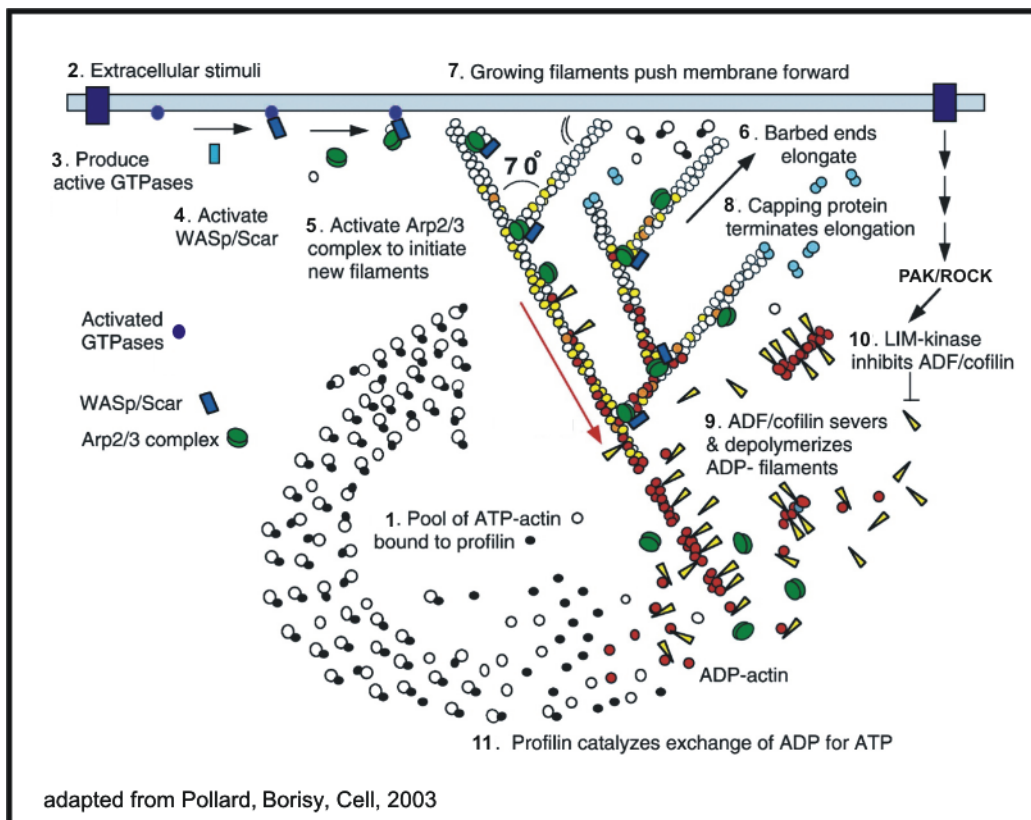 2. Extracellular stimuli
7. Growing filaments push membrane forward
3. Produce
active GTPases
4. Activate
WASp/Scar
5. Activate Arp2/3
complex to initiate
new filaments
70°
6. Barbed ends
elongate
8. Capping protein
terminates elongation
PAK/ROCK
10. LIM-kinase
inhibits ADF/cofilin
9. ADF/cofilin severs
& depolymerizes
ADP- filaments
Activated
GTPases
WASp/Scar
Arp2/3 complex
1. Pool of ATP-actin
bound to profilin
ADP-actin
11. Profilin catalyzes exchange of ADP for ATP
adapted from Pollard, Borisy, Cell, 2003